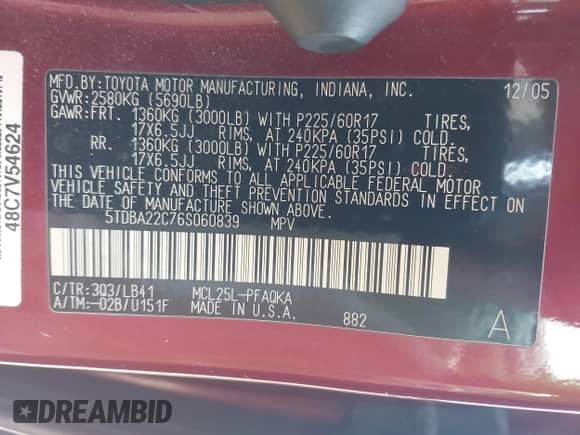 MFD.BY:TOYOTA MOTOR MANUFACTURING, INDIANA, INC. 12/05
GVWR:2580KG (5690LB)
GAWR:FRT. 1360KG (3000LB) WITH P225/60R17 TIRES,
17X6.5JJ RIMS, AT 240KPA (35PSI) COLD.
RR. 1360KG (3000LB) WITH P225/60R17 TIRES,
17X6.5JJ RIMS, AT 240KPA (35PSI) COLD.
THIS VEHICLE CONFORMS TO ALL APPLICABLE FEDERAL MOTOR
VEHICLE SAFETY AND THEFT PREVENTION STANDARDS IN EFFECT ON
THE DATE OF MANUFACTURE SHOWN ABOVE.
5TDBA22C76S060839 MPV
C/TR:3Q3/LB41 MCL25L-PFAQKA
A/TM:-02B/U151F MADE IN U.S.A. 882 A
48C7V54624
DREAMBID